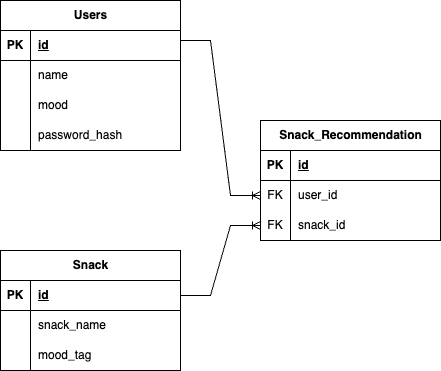 Users
PK id
name
mood
password_hash
Snack_Recommendation
PK id
FK user_id
FK snack_id
Snack
PK id
snack_name
mood_tag